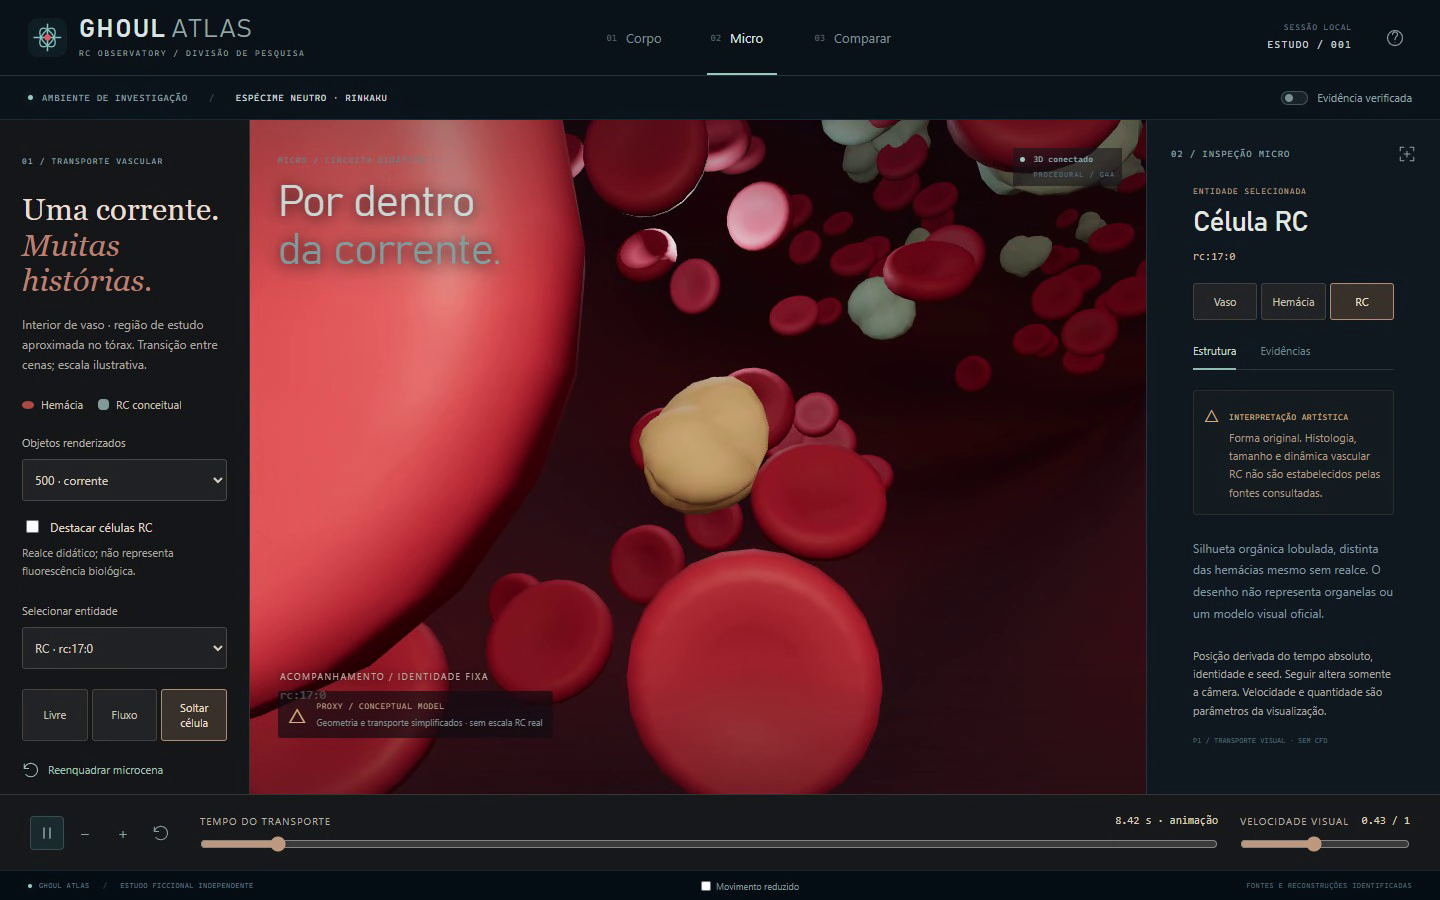 GHOUL ATLAS
RC OBSERVATORY / DIVISÃO DE PESQUISA
01 Corpo
02 Micro
03 Comparar
SESSÃO LOCAL
ESTUDO / 001
AMBIENTE DE INVESTIGAÇÃO / ESPÉCIME NEUTRO · RINKAKU
Evidência verificada
01 / TRANSPORTE VASCULAR
Uma corrente.
Muitas
histórias.
Interior de vaso · região de estudo
aproximada no tórax. Transição entre
cenas; escala ilustrativa.
Hemácia
RC conceitual
Objetos renderizados
500 · corrente
Destacar células RC
Realce didático; não representa
fluorescência biológica.
Selecionar entidade
RC · rc:17:0
Livre
Fluxo
Soltar
célula
Reenquadrar microcena
MICRO / CIRCUITO DIDÁTICO
Por dentro
da corrente.
3D conectado
PROCEDURAL / G4A
ACOMPANHAMENTO / IDENTIDADE FIXA
rc:17:0
PROXY / CONCEPTUAL MODEL
Geometria e transporte simplificados · sem escala RC real
02 / INSPEÇÃO MICRO
ENTIDADE SELECIONADA
Célula RC
rc:17:0
Vaso
Hemácia
RC
Estrutura
Evidências
INTERPRETAÇÃO ARTÍSTICA
Forma original. Histologia,
tamanho e dinâmica vascular
RC não são estabelecidos pelas
fontes consultadas.
Silhueta orgânica lobulada, distinta
das hemácias mesmo sem realce. O
desenho não representa organelas ou
um modelo visual oficial.
Posição derivada do tempo absoluto,
identidade e seed. Seguir altera somente
a câmera. Velocidade e quantidade são
parâmetros da visualização.
P1 / TRANSPORTE VISUAL · SEM CFD
TEMPO DO TRANSPORTE
8.42 s · animação
VELOCIDADE VISUAL
0.43 / 1
GHOUL ATLAS / ESTUDO FICCIONAL INDEPENDENTE
Movimento reduzido
FONTES E RECONSTRUÇÕES IDENTIFICADAS